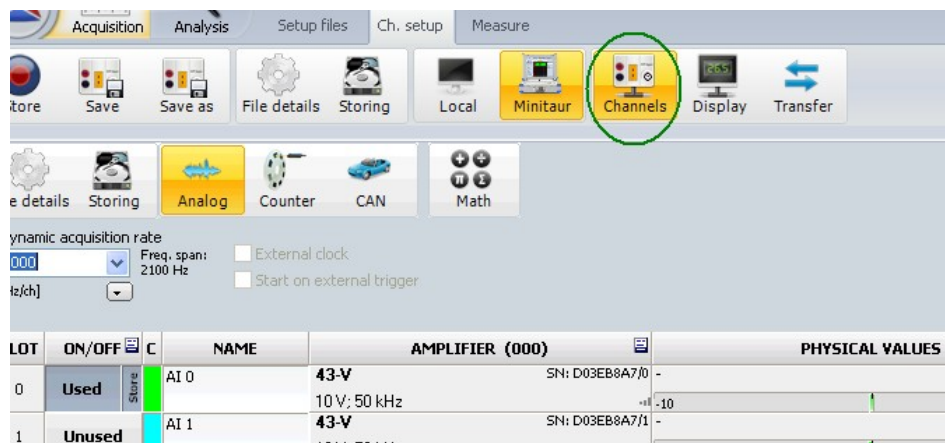 Acquisition Analysis Setup files Ch. setup Measure
Store Save Save as File details Storing Local Minitaur Channels Display Transfer
e details Storing Analog Counter CAN Math
ynamic acquisition rate
000 Freq. span: External clock
2100 Hz
Hz/ch] Start on external trigger
LOT ON/OFF C NAME AMPLIFIER (000) PHYSICAL VALUES
0 Used Store AI 0 43-V SN: D03EB8A7/0 -
10 V; 50 kHz -10
1 Unused AI 1 43-V SN: D03EB8A7/1 -